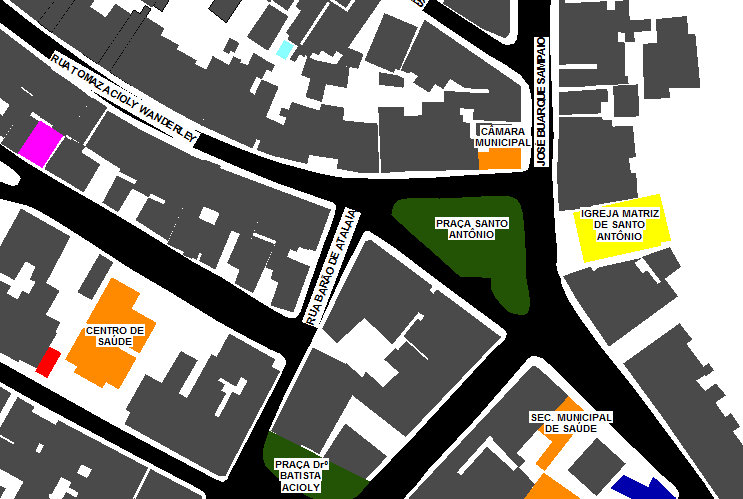 RUA TOMAZ ACIOLY WANDERLEY
JOSÉ BUARQUE SAMPAIO
CÂMARA
MUNICIPAL
PRAÇA SANTO
ANTÔNIO
IGREJA MATRIZ
DE SANTO
ANTÔNIO
RUA BARÃO DE ATALAIA
CENTRO DE
SAÚDE
SEC. MUNICIPAL
DE SAÚDE
PRAÇA Drº
BATISTA
ACIOLY